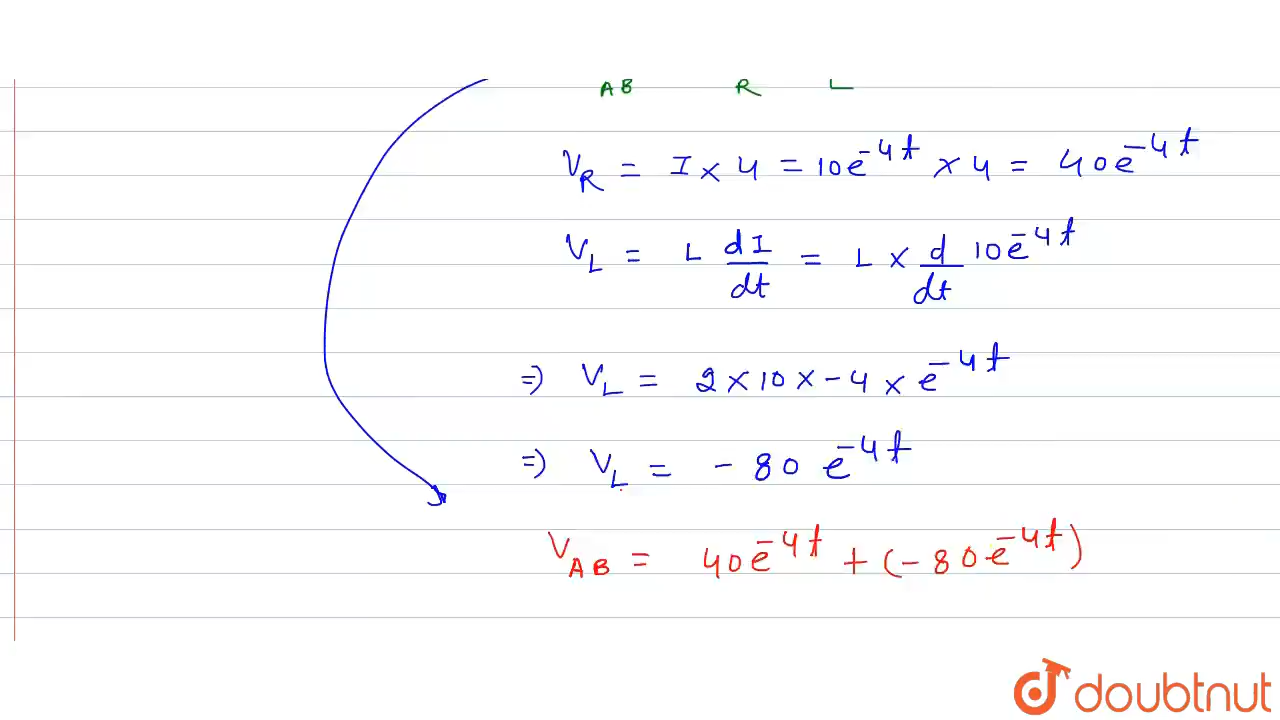 AB R L
V_R = I × 4 = 10e^{-4t} × 4 = 40e^{-4t}
V_L = L dI/dt = L × d/dt 10e^{-4t}
⇒ V_L = 2 × 10 × -4 × e^{-4t}
⇒ V_L = - 80 e^{-4t}
V_AB = 40e^{-4t} + (-80e^{-4t})
doubtnut